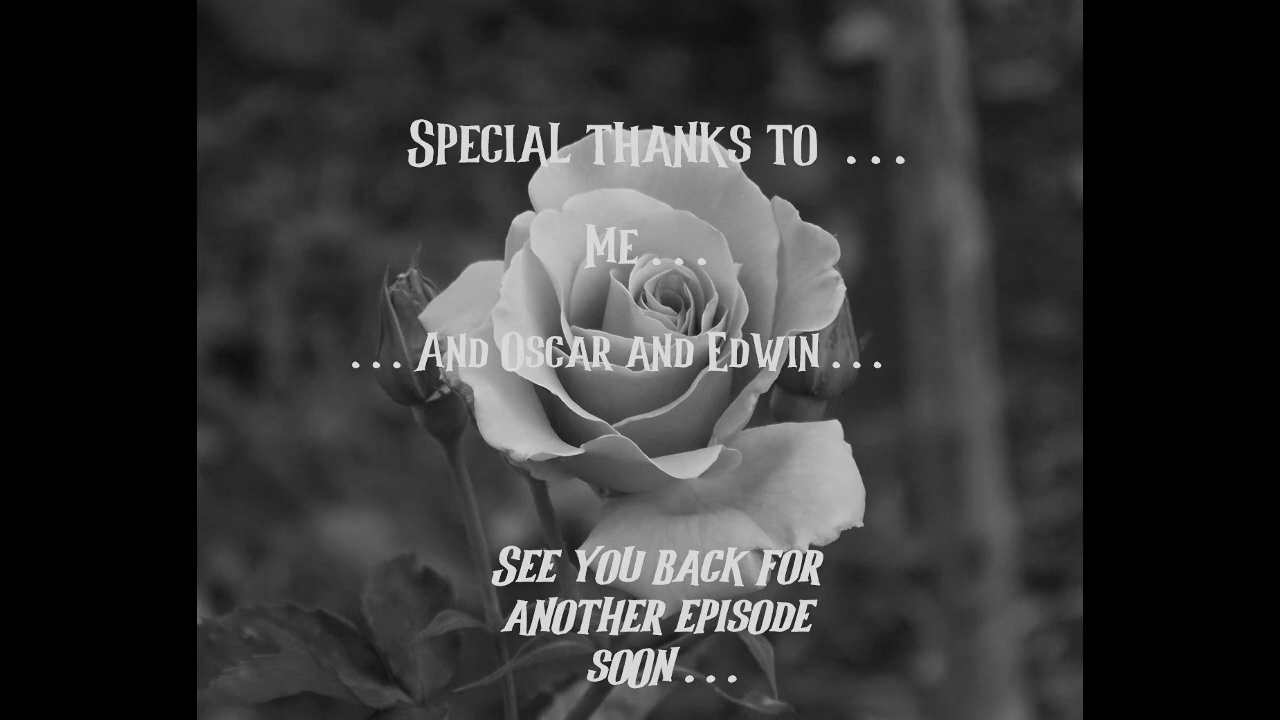 Special thanks to ...
Me ...
... And Oscar and Edwin ...
See you back for
another episode
soon ...